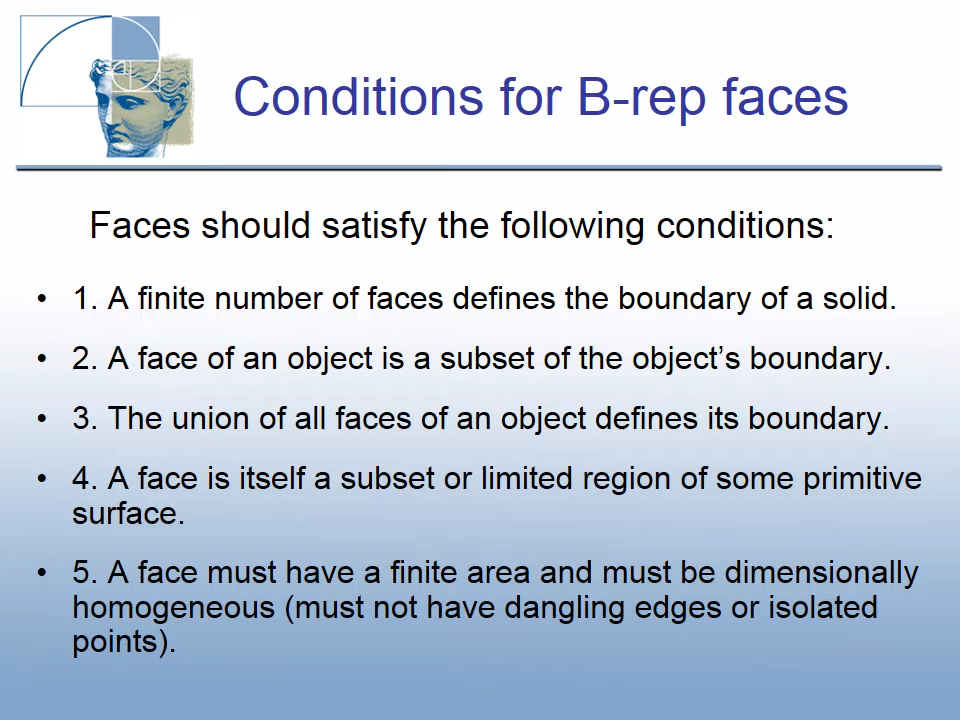 Conditions for B-rep faces
Faces should satisfy the following conditions:
• 1. A finite number of faces defines the boundary of a solid.
• 2. A face of an object is a subset of the object’s boundary.
• 3. The union of all faces of an object defines its boundary.
• 4. A face is itself a subset or limited region of some primitive
surface.
• 5. A face must have a finite area and must be dimensionally
homogeneous (must not have dangling edges or isolated
points).